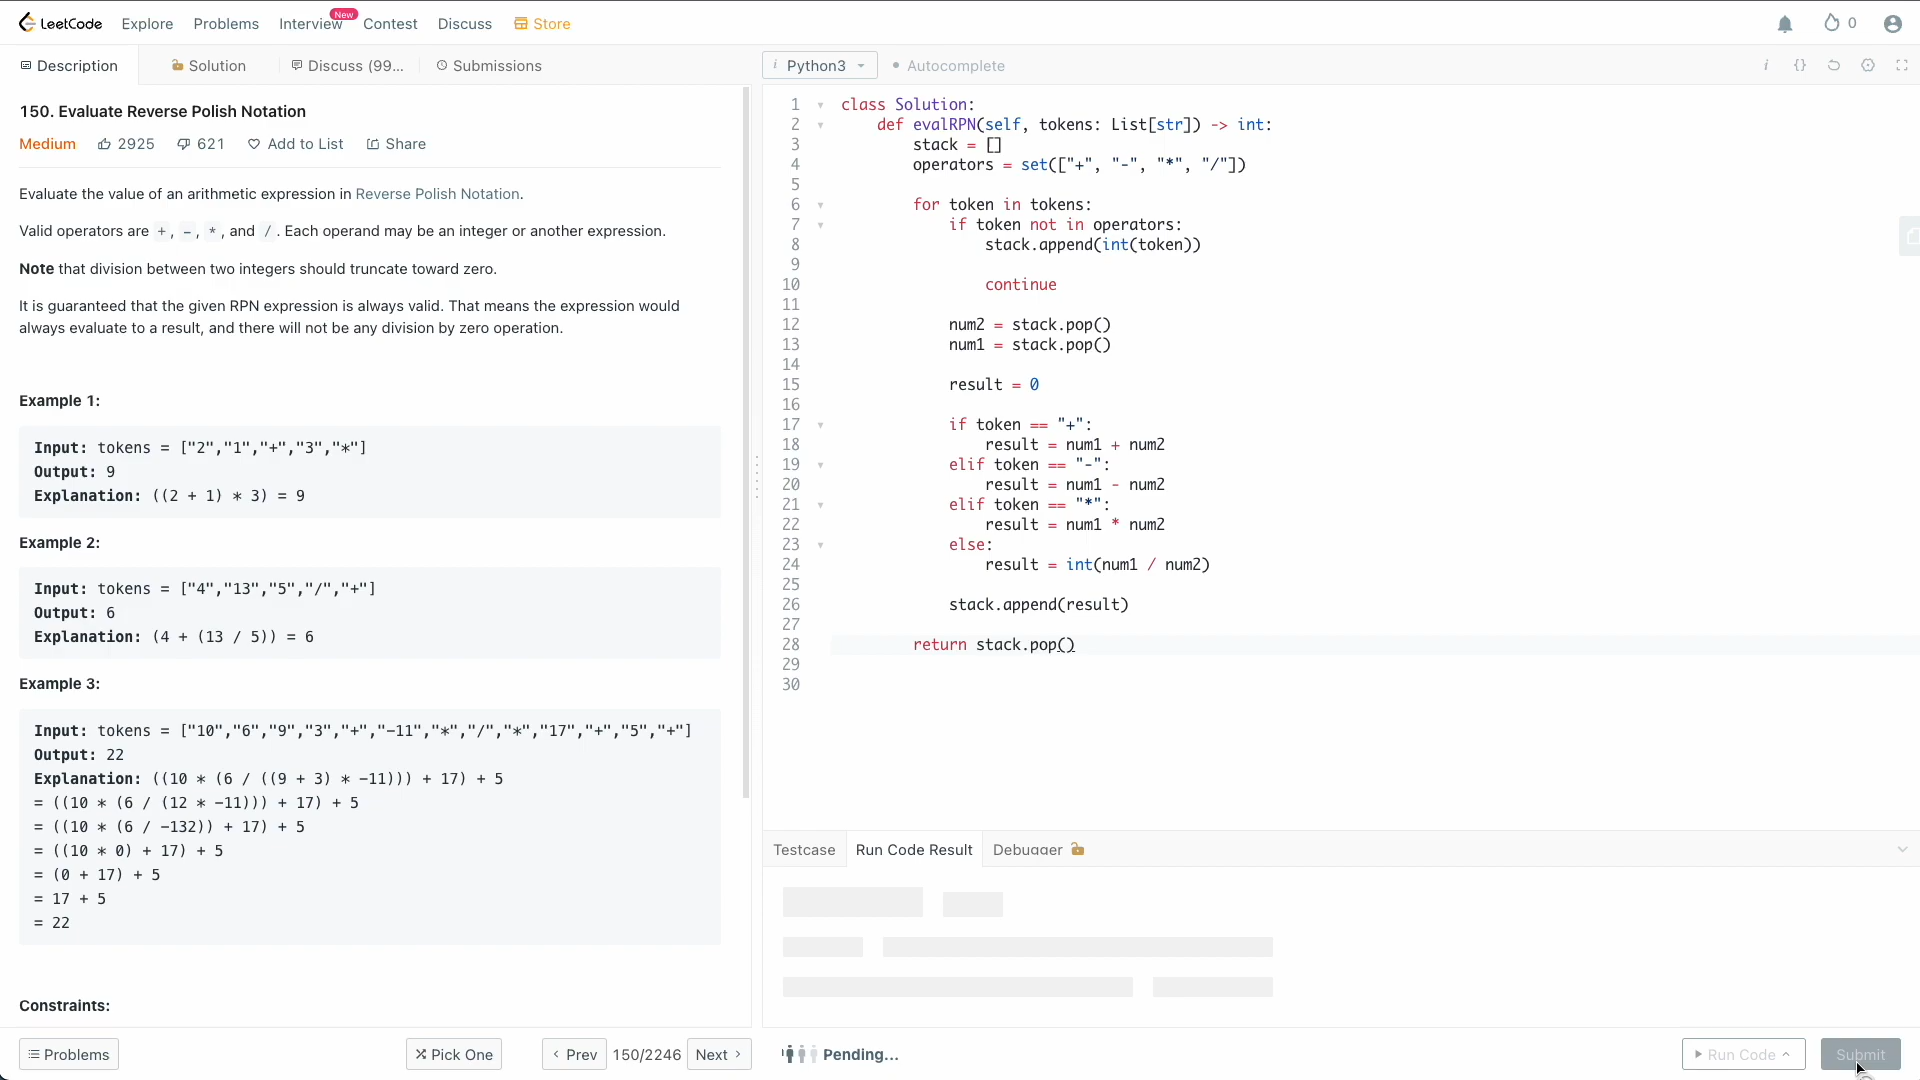 LeetCode Explore Problems Interview New Contest Discuss Store 0
Description Solution Discuss (99... Submissions
150. Evaluate Reverse Polish Notation
Medium 2925 621 Add to List Share
Evaluate the value of an arithmetic expression in Reverse Polish Notation.
Valid operators are +, -, *, and /. Each operand may be an integer or another expression.
Note that division between two integers should truncate toward zero.
It is guaranteed that the given RPN expression is always valid. That means the expression would
always evaluate to a result, and there will not be any division by zero operation.
Example 1:
Input: tokens = ["2","1","+","3","*"]
Output: 9
Explanation: ((2 + 1) * 3) = 9
Example 2:
Input: tokens = ["4","13","5","/","+"]
Output: 6
Explanation: (4 + (13 / 5)) = 6
Example 3:
Input: tokens = ["10","6","9","3","+","-11","*","/","*","17","+","5","+"]
Output: 22
Explanation: ((10 * (6 / ((9 + 3) * -11))) + 17) + 5
= ((10 * (6 / (12 * -11))) + 17) + 5
= ((10 * (6 / -132)) + 17) + 5
= ((10 * 0) + 17) + 5
= (0 + 17) + 5
= 17 + 5
= 22
Constraints:
Problems Pick One Prev 150/2246 Next
i Python3 Autocomplete i {}
1 class Solution:
2 def evalRPN(self, tokens: List[str]) -> int:
3 stack = []
4 operators = set(["+", "-", "*", "/"])
5
6 for token in tokens:
7 if token not in operators:
8 stack.append(int(token))
9
10 continue
11
12 num2 = stack.pop()
13 num1 = stack.pop()
14
15 result = 0
16
17 if token == "+":
18 result = num1 + num2
19 elif token == "-":
20 result = num1 - num2
21 elif token == "*":
22 result = num1 * num2
23 else:
24 result = int(num1 / num2)
25
26 stack.append(result)
27
28 return stack.pop()
29
30
Testcase Run Code Result Debugger
Pending... Run Code Submit